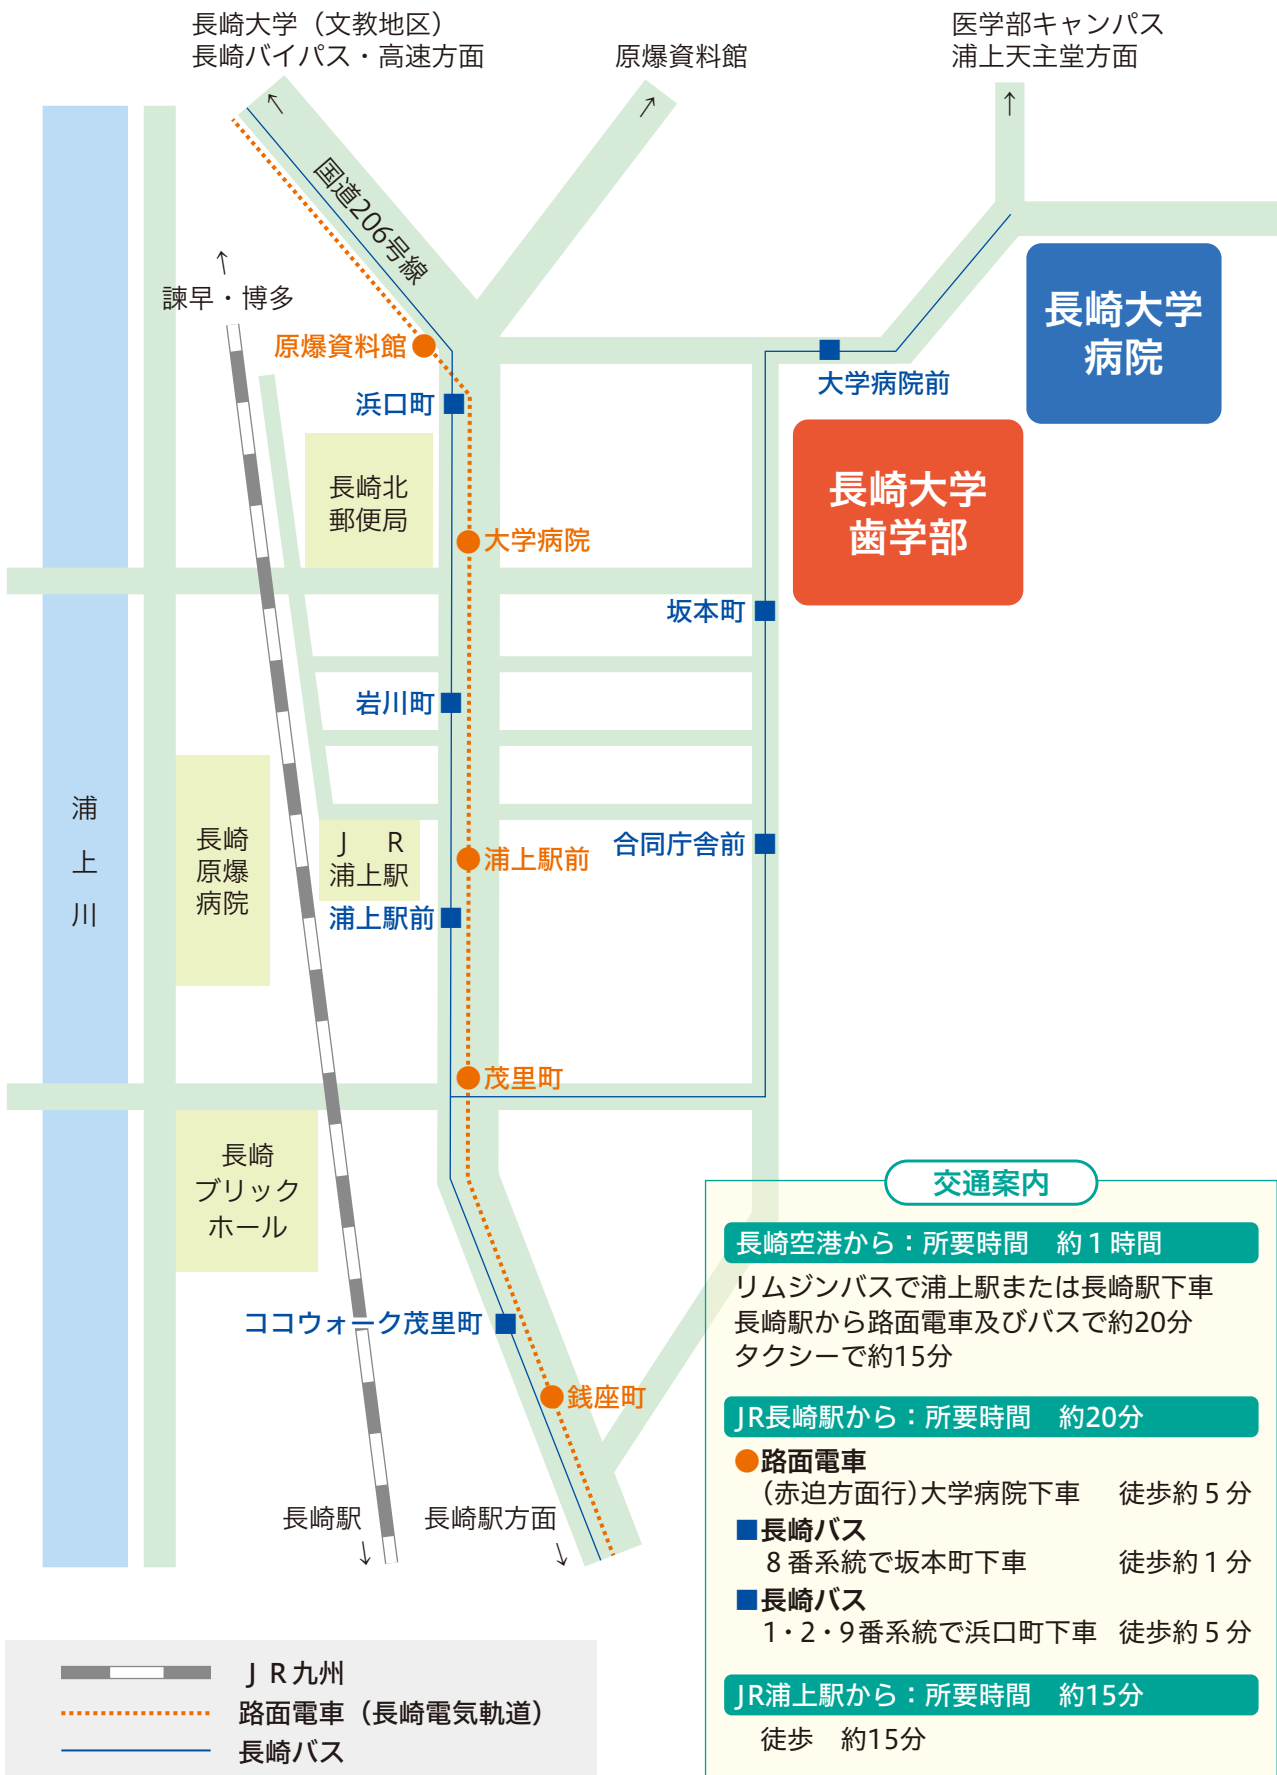 長崎大学（文教地区）
長崎バイパス・高速方面
原爆資料館
医学部キャンパス
浦上天主堂方面
↑
↑
↑
国道206号線
↑
諫早・博多
長崎大学
病院
原爆資料館
大学病院前
浜口町
長崎北
郵便局
長崎大学
歯学部
大学病院
坂本町
岩川町
浦上川
長崎
原爆
病院
ＪＲ
浦上駅
浦上駅前
合同庁舎前
浦上駅前
茂里町
長崎
ブリック
ホール
ココウォーク茂里町
銭座町
長崎駅
↓
長崎駅方面
↓
交通案内
長崎空港から：所要時間　約１時間
リムジンバスで浦上駅または長崎駅下車
長崎駅から路面電車及びバスで約20分
タクシーで約15分
JR長崎駅から：所要時間　約20分
●路面電車
（赤迫方面行）大学病院下車　徒歩約５分
■長崎バス
８番系統で坂本町下車　徒歩約１分
■長崎バス
1・2・9番系統で浜口町下車　徒歩約５分
JR浦上駅から：所要時間　約15分
徒歩　約15分
ＪＲ九州
路面電車（長崎電気軌道）
長崎バス